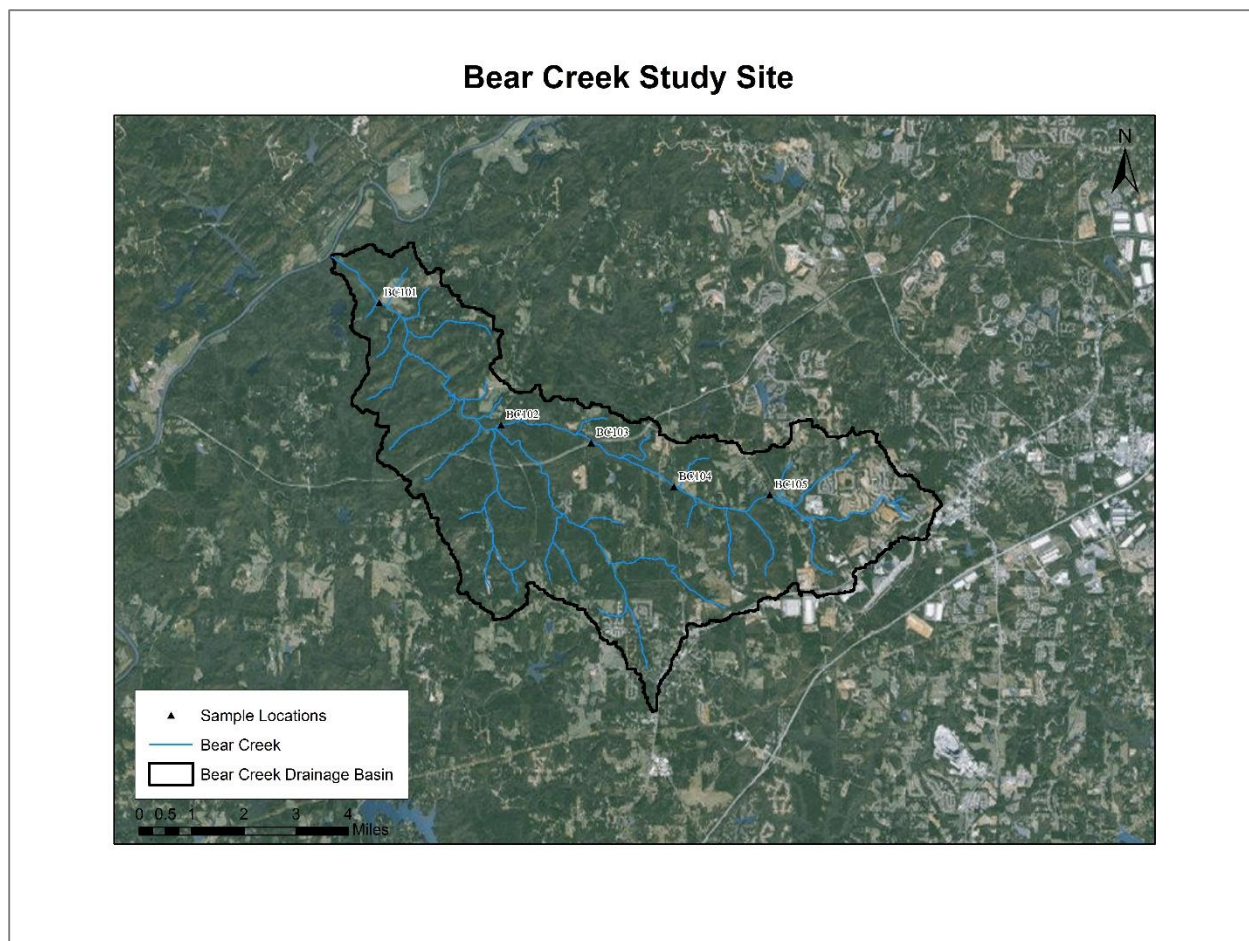 Bear Creek Study Site
N
BC101
BC102
BC103
BC104
BC105
Sample Locations
Bear Creek
Bear Creek Drainage Basin
0 0.5 1 2 3 4
Miles